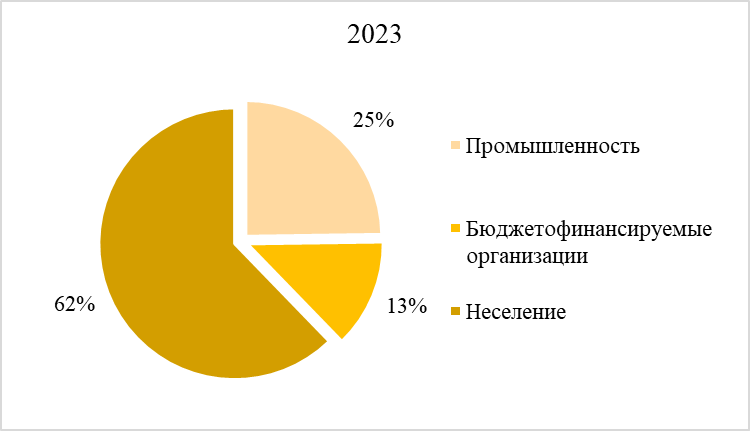 2023
25%
Промышленность
Бюджетофинансируемые
организации
62%
13%
Неселение